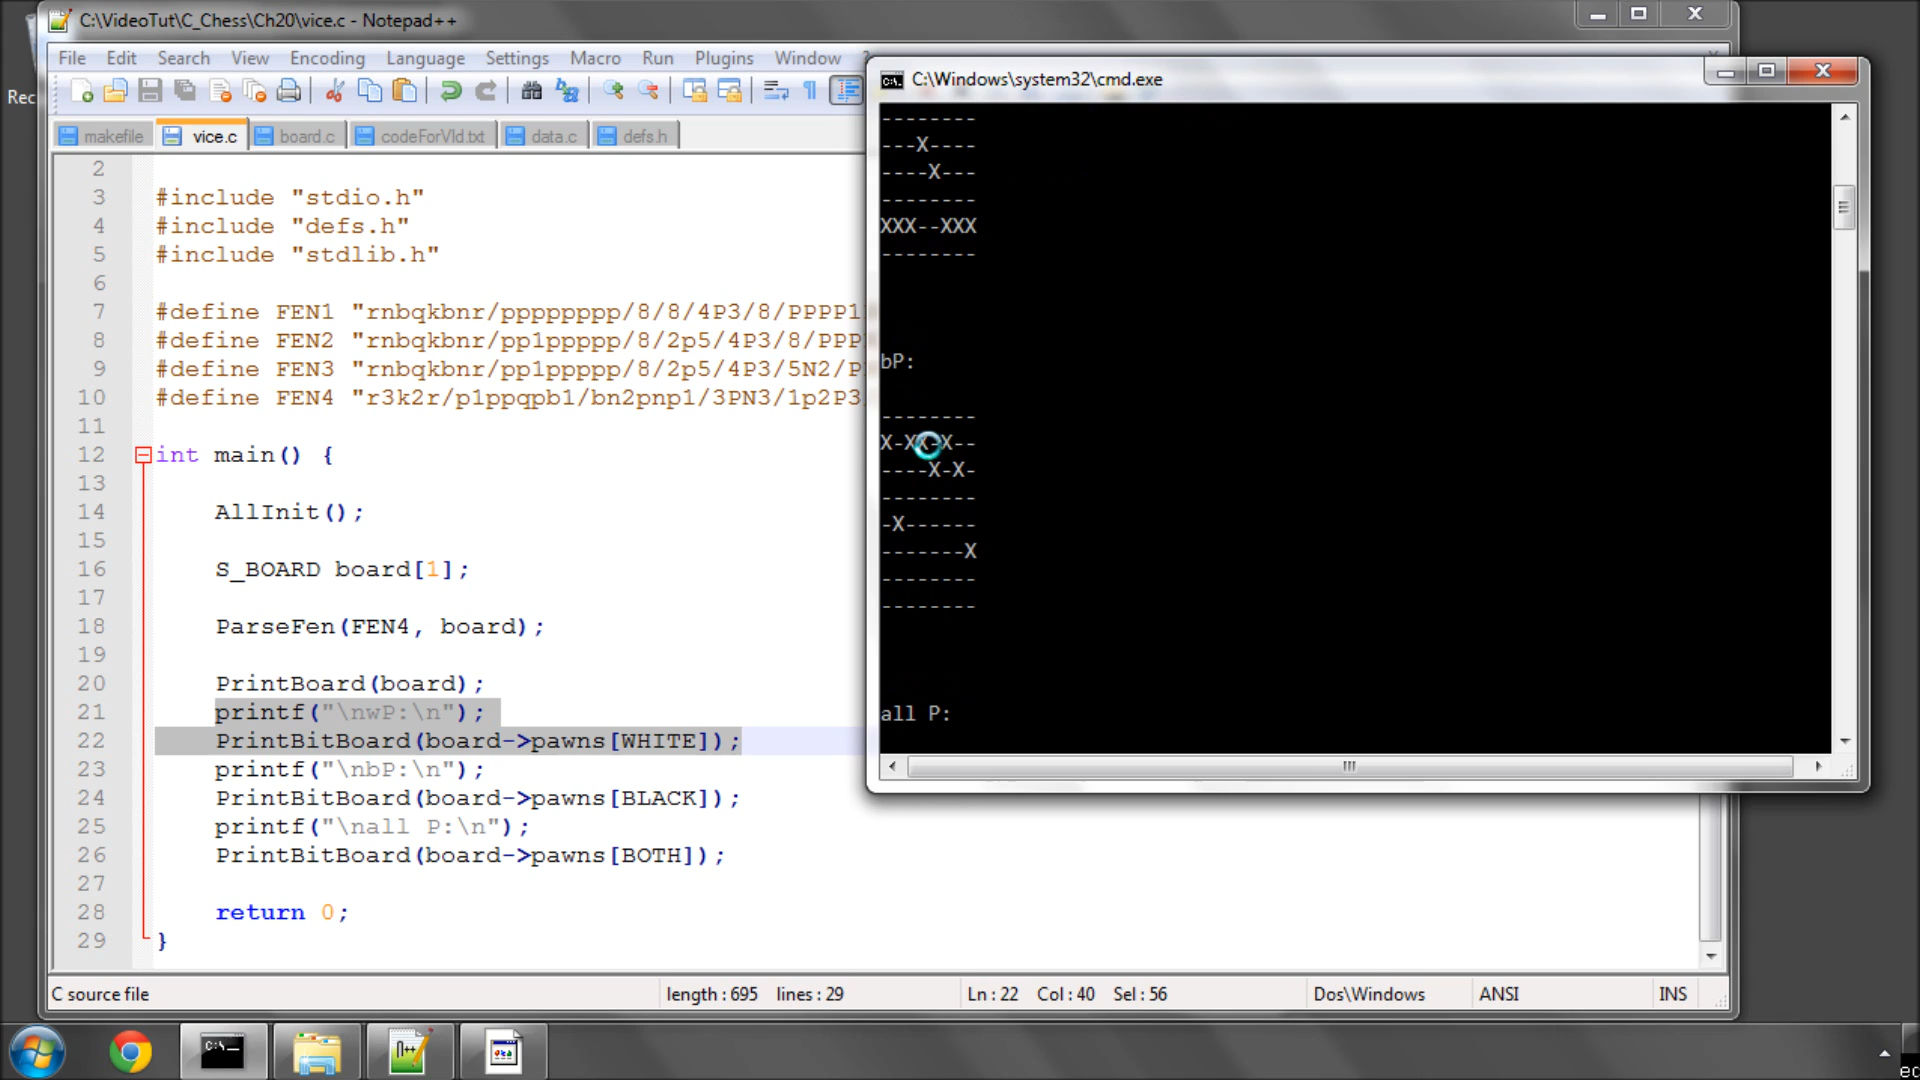 C:\VideoTut\C_Chess\Ch20\vice.c - Notepad++
File Edit Search View Encoding Language Settings Macro Run Plugins Window
Rec
makefile vice.c board.c codeForVId.txt data.c defs.h
2
3 #include "stdio.h"
4 #include "defs.h"
5 #include "stdlib.h"
6
7 #define FEN1 "rnbqkbnr/pppppppp/8/8/4P3/8/PPPP1
8 #define FEN2 "rnbqkbnr/pp1ppppp/8/2p5/4P3/8/PPP
9 #define FEN3 "rnbqkbnr/pp1ppppp/8/2p5/4P3/5N2/P
10 #define FEN4 "r3k2r/p1ppqpb1/bn2pnp1/3PN3/1p2P3
11
12 int main() {
13
14 AllInit();
15
16 S_BOARD board[1];
17
18 ParseFen(FEN4, board);
19
20 PrintBoard(board);
21 printf("\nwP:\n");
22 PrintBitBoard(board->pawns[WHITE]);
23 printf("\nbP:\n");
24 PrintBitBoard(board->pawns[BLACK]);
25 printf("\nall P:\n");
26 PrintBitBoard(board->pawns[BOTH]);
27
28 return 0;
29 }
C source file length : 695 lines : 29 Ln : 22 Col : 40 Sel : 56 Dos\Windows ANSI INS
C:\Windows\system32\cmd.exe
--------
---X----
----X---
--------
XXX--XXX
--------
bP:
--------
X-XX-X--
----X-X-
--------
-X------
-------X
--------
--------
all P: